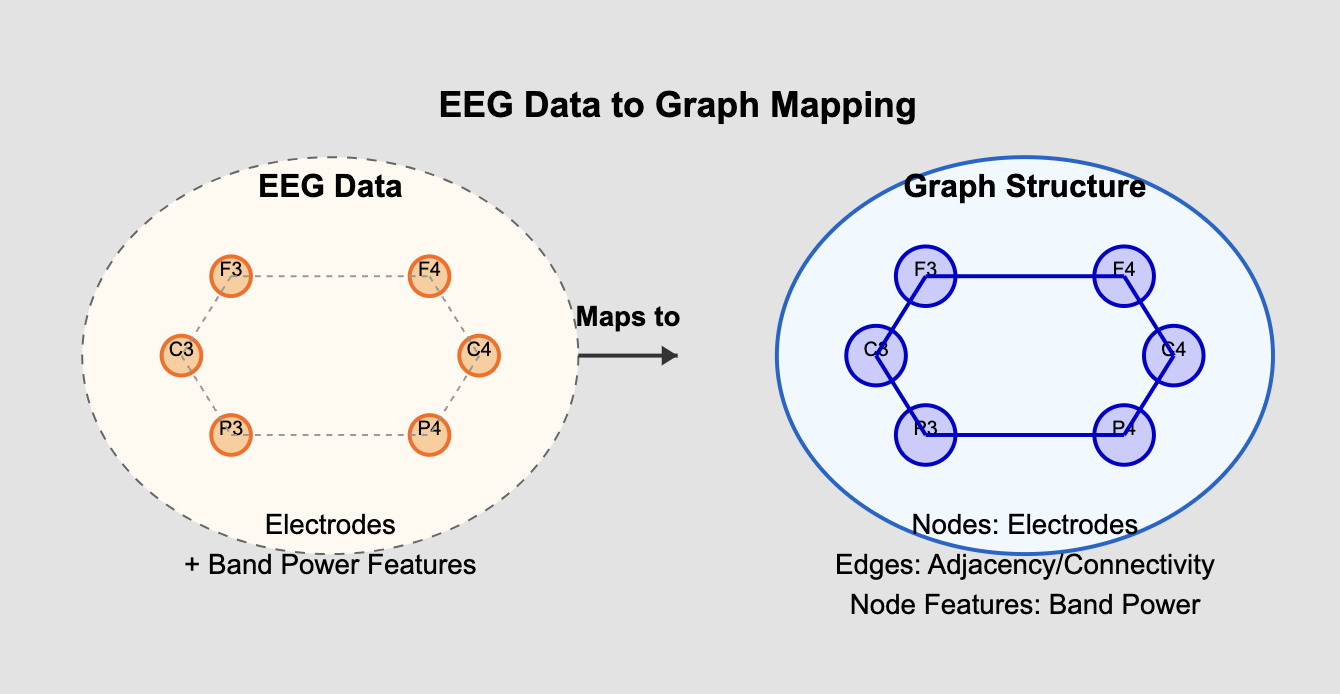 EEG Data to Graph Mapping
EEG Data
F3
F4
C3
C4
P3
P4
Electrodes
+ Band Power Features
Maps to
Graph Structure
F3
F4
C3
C4
P3
P4
Nodes: Electrodes
Edges: Adjacency/Connectivity
Node Features: Band Power